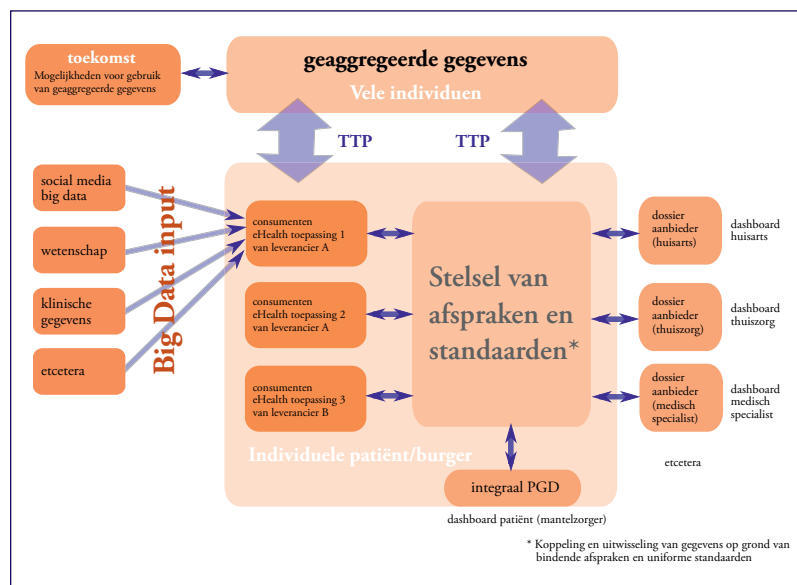 toekomst
Mogelijkheden voor gebruik
van geaggregeerde gegevens
geaggregeerde gegevens
Vele individuen
TTP
TTP
social media
big data
wetenschap
klinische
gegevens
etcetera
Big Data input
consumenten
eHealth toepassing 1
van leverancier A
consumenten
eHealth toepassing 2
van leverancier A
consumenten
eHealth toepassing 3
van leverancier B
Stelsel van
afspraken en
standaarden*
Individuele patiënt/burger
dossier
aanbieder
(huisarts)
dashboard
huisarts
dossier
aanbieder
(thuiszorg)
dashboard
thuiszorg
dossier
aanbieder
(medisch
specialist)
dashboard
medisch
specialist
etcetera
integraal PGD
dashboard patiënt (mantelzorger)
* Koppeling en uitwisseling van gegevens op grond van
bindende afspraken en uniforme standaarden